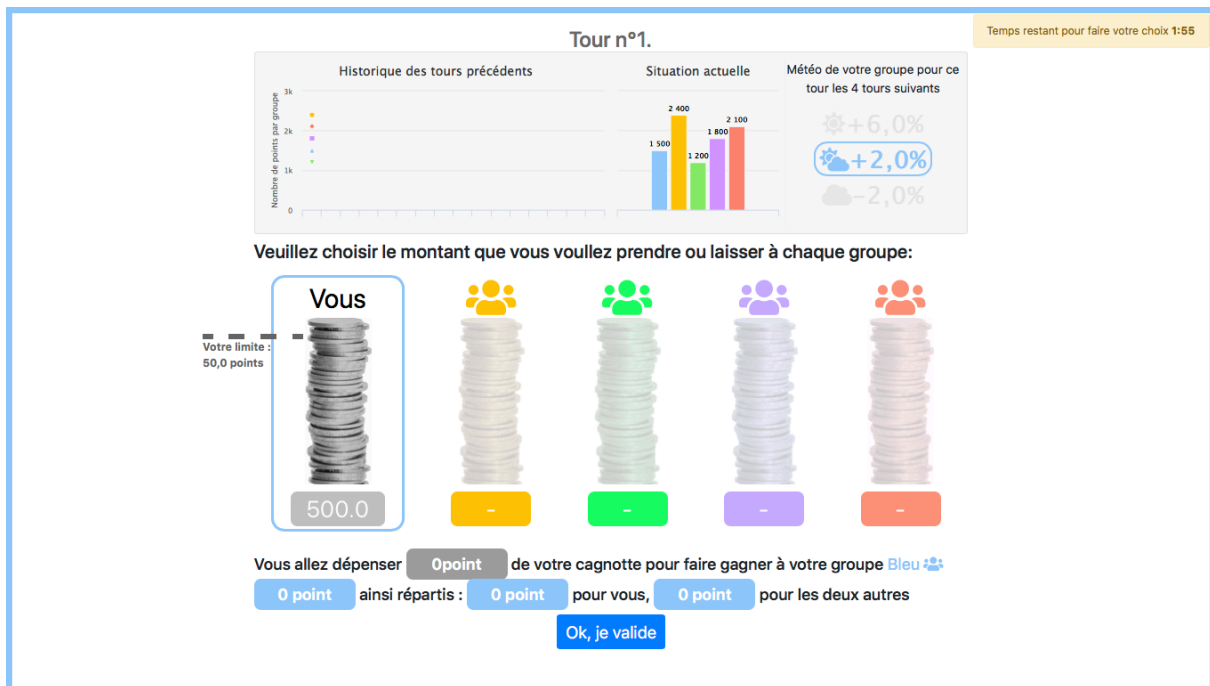 Temps restant pour faire votre choix 1:55
Tour n°1.
Historique des tours précédents
Nombre de points par groupe
3k
2k
1k
0
Situation actuelle
1 500
2 400
1 200
1 800
2 100
Météo de votre groupe pour ce
tour les 4 tours suivants
+6,0%
+2,0%
-2,0%
Veuillez choisir le montant que vous voullez prendre ou laisser à chaque groupe:
Vous
Votre limite :
50,0 points
500.0
-
-
-
-
Vous allez dépenser 0point de votre cagnotte pour faire gagner à votre groupe Bleu
0 point ainsi répartis : 0 point pour vous, 0 point pour les deux autres
Ok, je valide